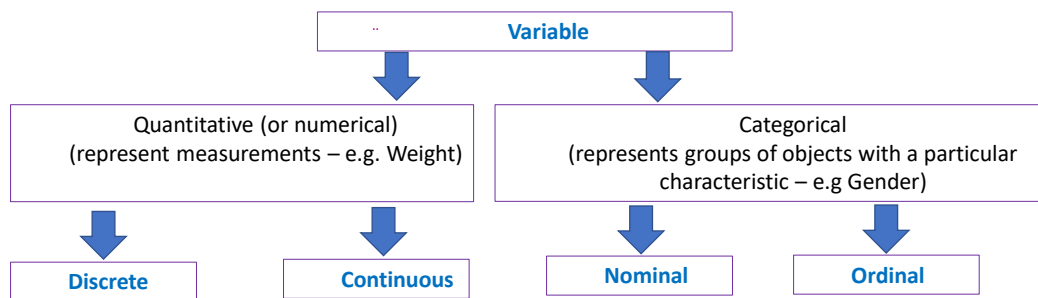 Variable
Quantitative (or numerical)
(represent measurements – e.g. Weight)
Categorical
(represents groups of objects with a particular
characteristic – e.g Gender)
Discrete
Continuous
Nominal
Ordinal